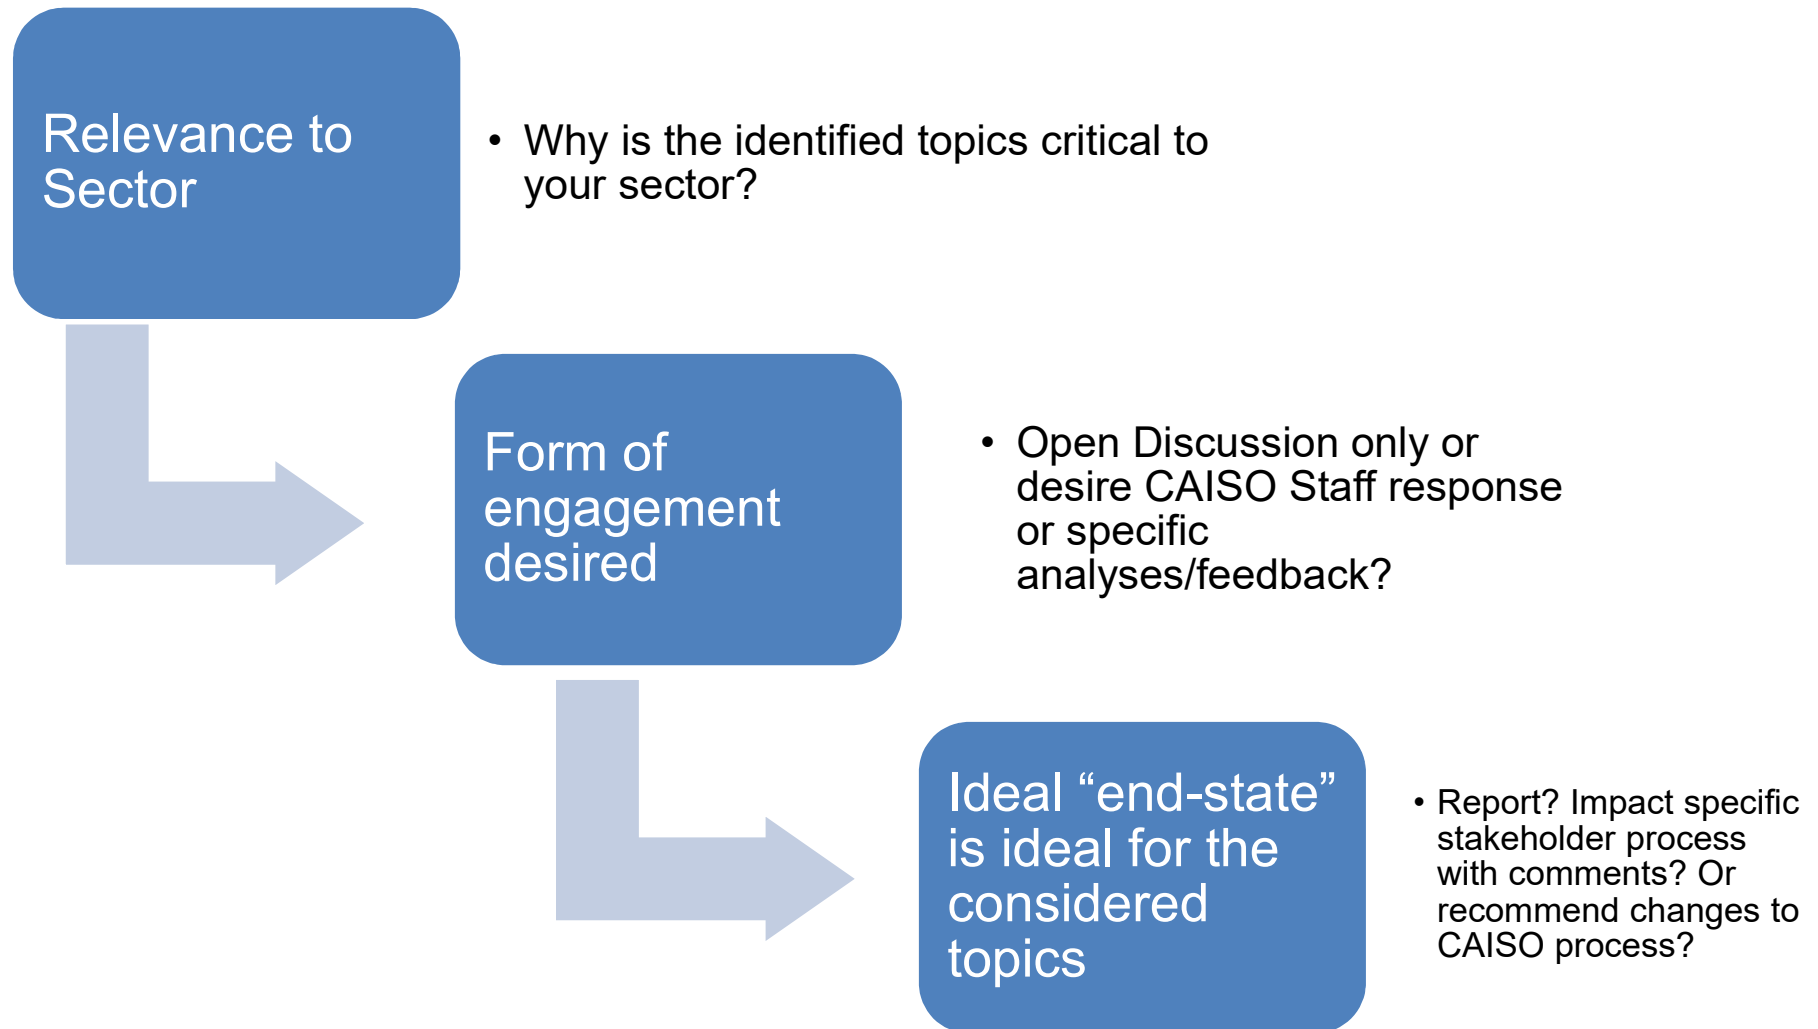 Relevance to
Sector
• Why is the identified topics critical to
your sector?
Form of
engagement
desired
• Open Discussion only or
desire CAISO Staff response
or specific
analyses/feedback?
Ideal “end-state”
is ideal for the
considered
topics
• Report? Impact specific
stakeholder process
with comments? Or
recommend changes to
CAISO process?